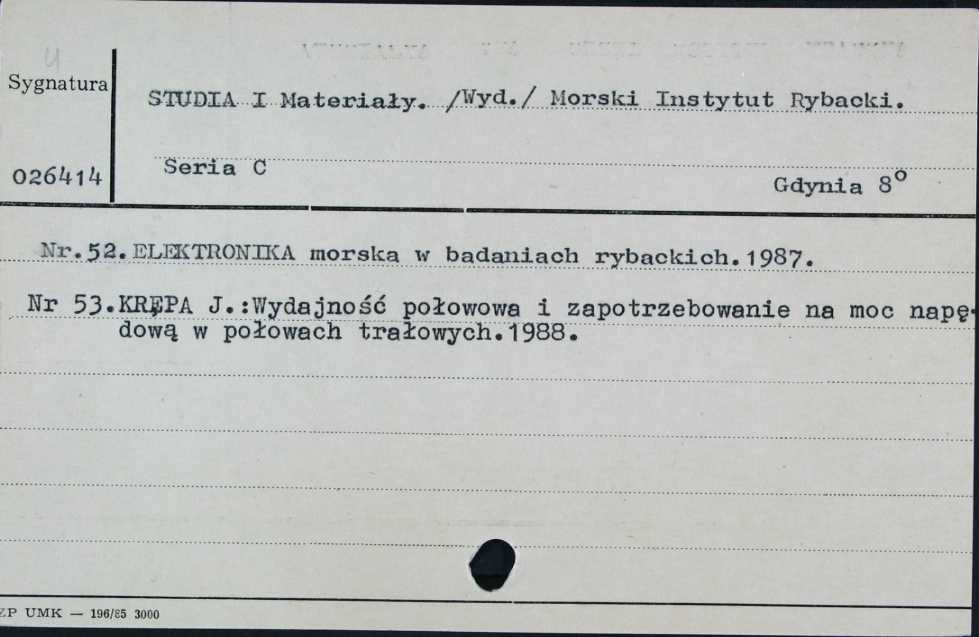 Sygnatura
STUDIA I Materiały. /Wyd./ Morski Instytut Rybacki.
026414
Seria C
Gdynia 8°
Nr.52.ELEKTRONIKA morska w badaniach rybackich.1987.
Nr 53.KRĘPA J.:Wydajność połowowa i zapotrzebowanie na moc napę-
dową w połowach trałowych.1988.
ZP UMK — 196/85 3000